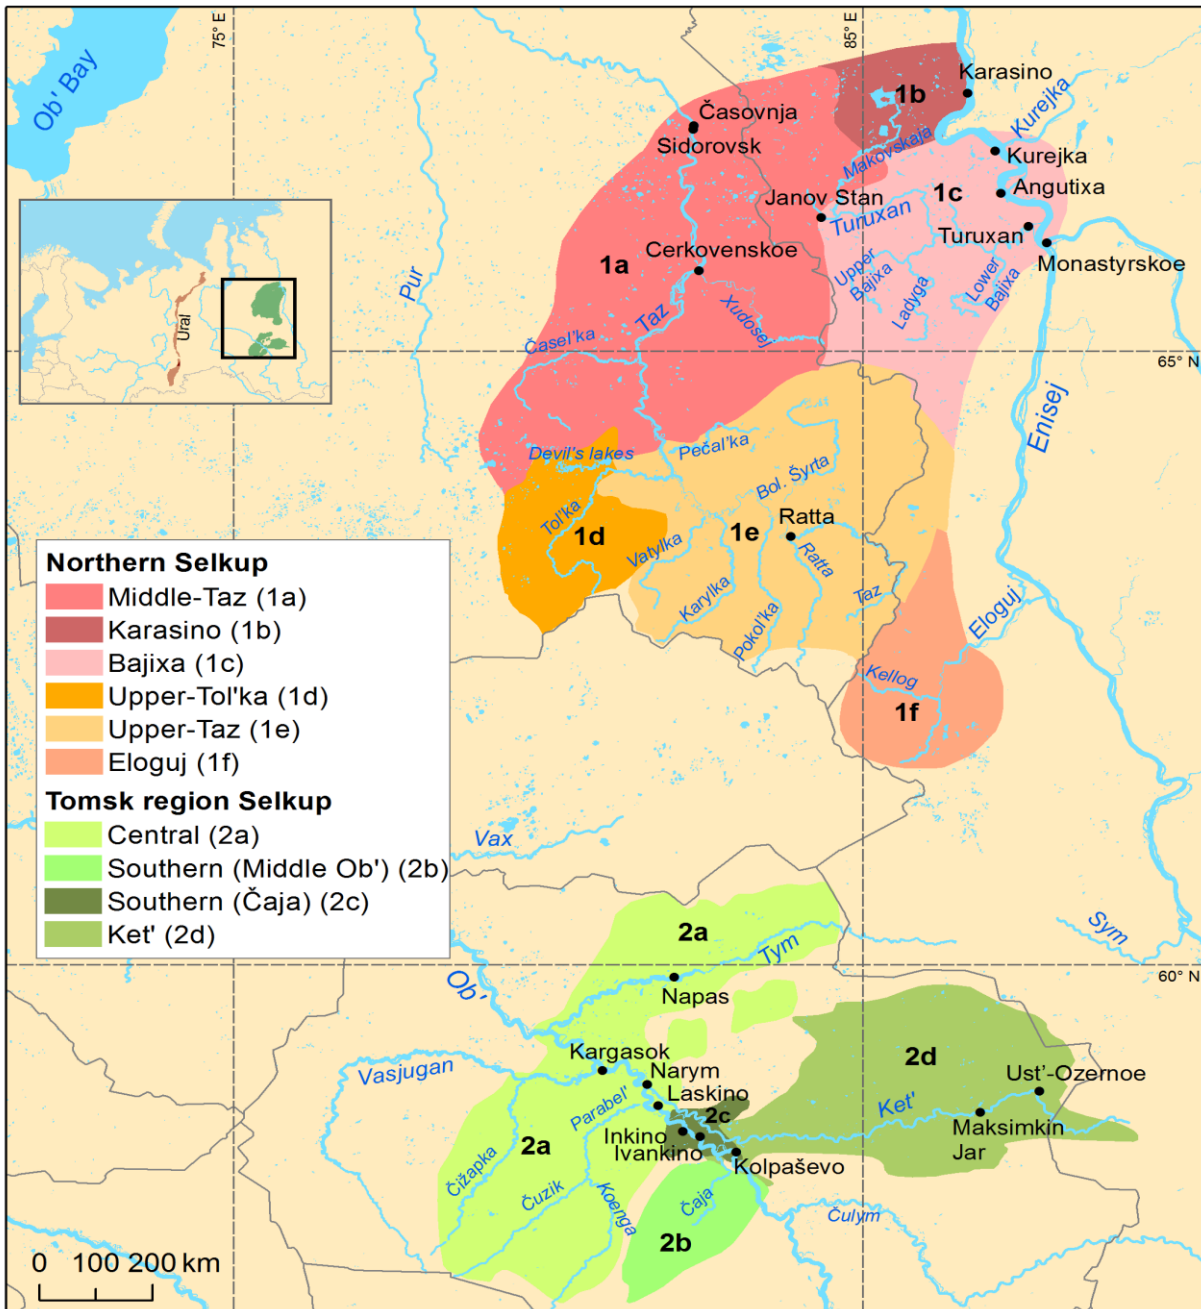 75° E
85° E
Ob' Bay
Karasino
1b
Kurejka
Časovnja
Sidorovsk
Makovskaja
Kurejka
Angutixa
Janov Stan
1c
Turuxan
Turuxan
Monastyrskoe
Cerkovenskoe
1a
Pur
Upper
Bajixa
Ladyga
Lower
Bajixa
Ural
Taz
Xudosej
Časel'ka
65° N
Enisej
Devil's lakes
Pečal'ka
Bol. Šyrta
Tol'ka
1d
Ratta
1e
Vatylka
Ratta
Karylka
Pokol'ka
Taz
Eloguj
Kellog
1f
Northern Selkup
Middle-Taz (1a)
Karasino (1b)
Bajixa (1c)
Upper-Tol'ka (1d)
Upper-Taz (1e)
Eloguj (1f)
Tomsk region Selkup
Central (2a)
Southern (Middle Ob') (2b)
Southern (Čaja) (2c)
Ket' (2d)
Vax
Sym
2a
Tym
60° N
Ob'
Napas
Kargasok
Vasjugan
Narym
Laskino
2d
Ust'-Ozernoe
Parabel'
2c
Ket'
Maksimkin
Jar
Inkino
Ivankino
2a
Kolpaševo
Čižapka
Čuzik
Koenga
Čaja
2b
Čulym
0 100 200 km